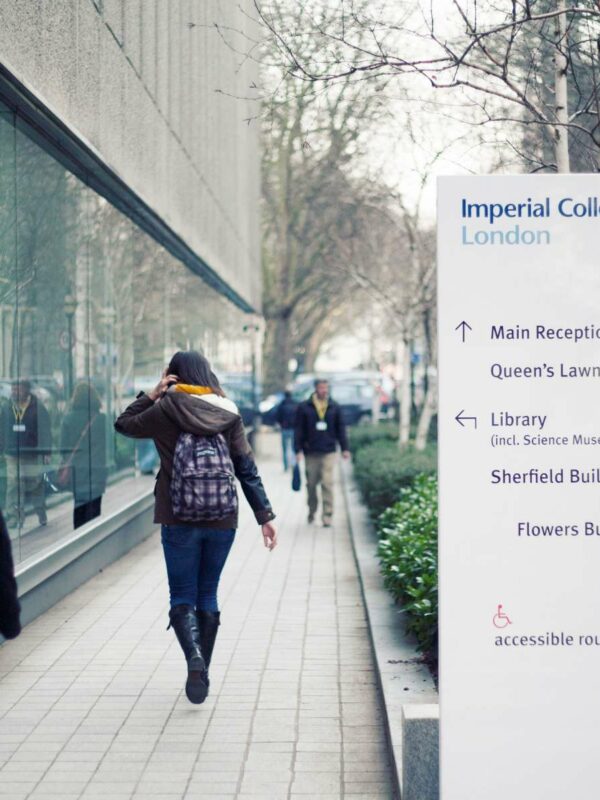 Imperial Coll
London
Main Receptio
Queen's Lawn
Library
(incl. Science Muse
Sherfield Buil
Flowers Bu
accessible rou